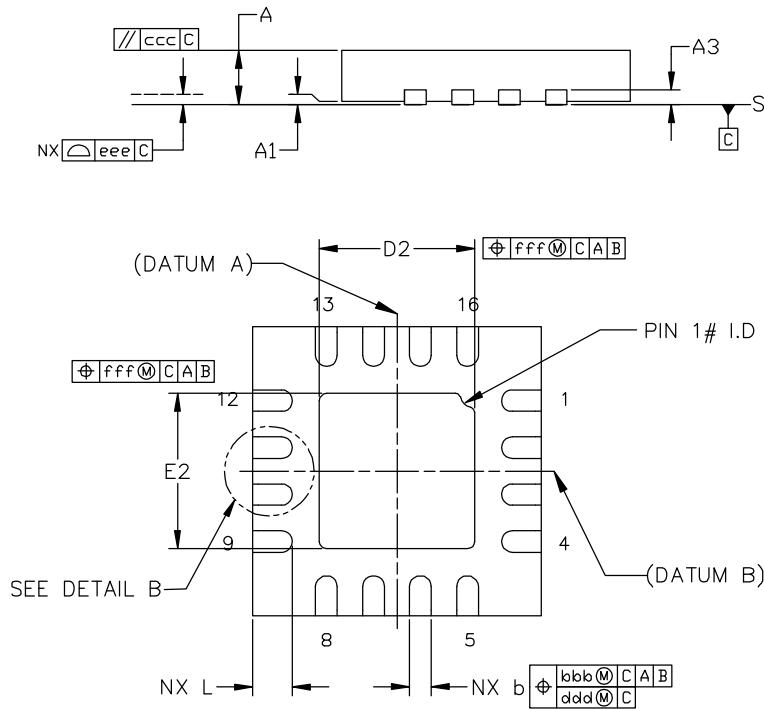 A
// ccc C
A3
S
NX ⌓ eee C
A1
C
D2
⌖ fff Ⓜ C A B
(DATUM A)
13
16
PIN 1# I.D
⌖ fff Ⓜ C A B
12
1
E2
9
4
SEE DETAIL B
(DATUM B)
8
5
NX L
NX b ⌖ bbb Ⓜ C A B
ddd Ⓜ C